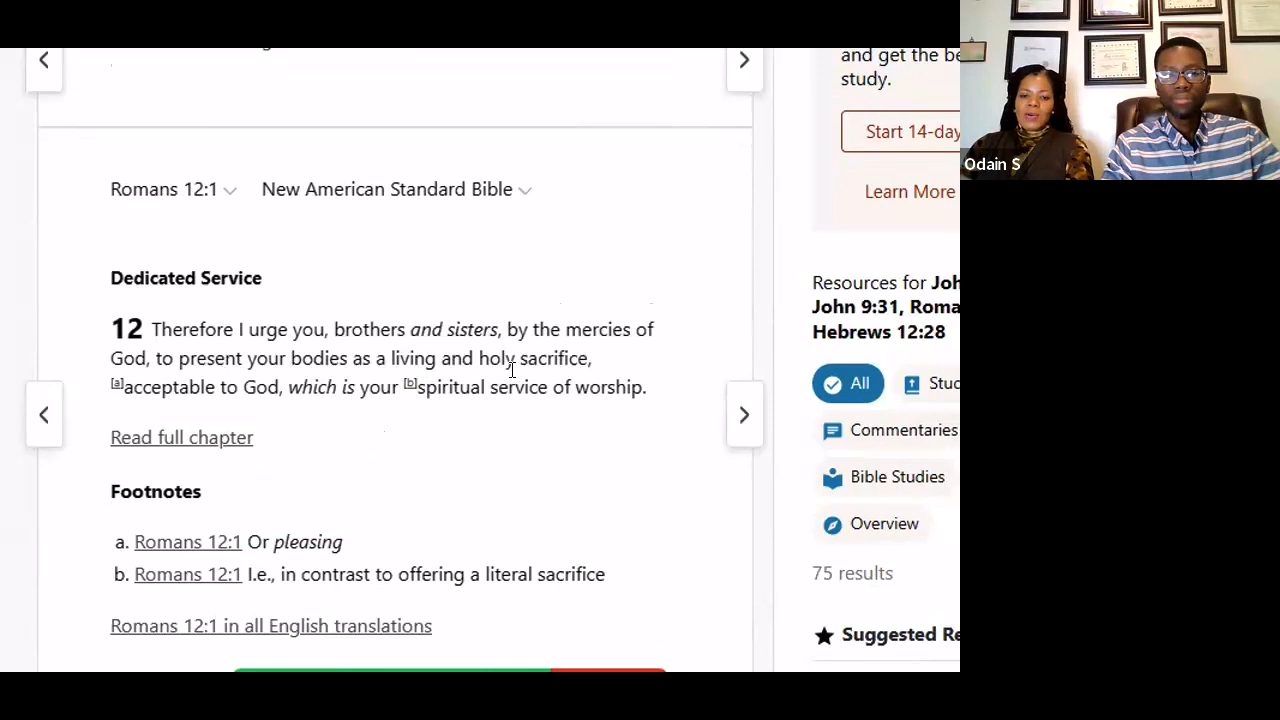 and get the be
study.
Start 14-day
Learn More
Odain S
Romans 12:1 New American Standard Bible
Dedicated Service
12 Therefore I urge you, brothers and sisters, by the mercies of
God, to present your bodies as a living and holy sacrifice,
[a]acceptable to God, which is your [b]spiritual service of worship.
Read full chapter
Footnotes
a. Romans 12:1 Or pleasing
b. Romans 12:1 I.e., in contrast to offering a literal sacrifice
Romans 12:1 in all English translations
Resources for Joh
John 9:31, Roma
Hebrews 12:28
All Stud
Commentaries
Bible Studies
Overview
75 results
Suggested Re